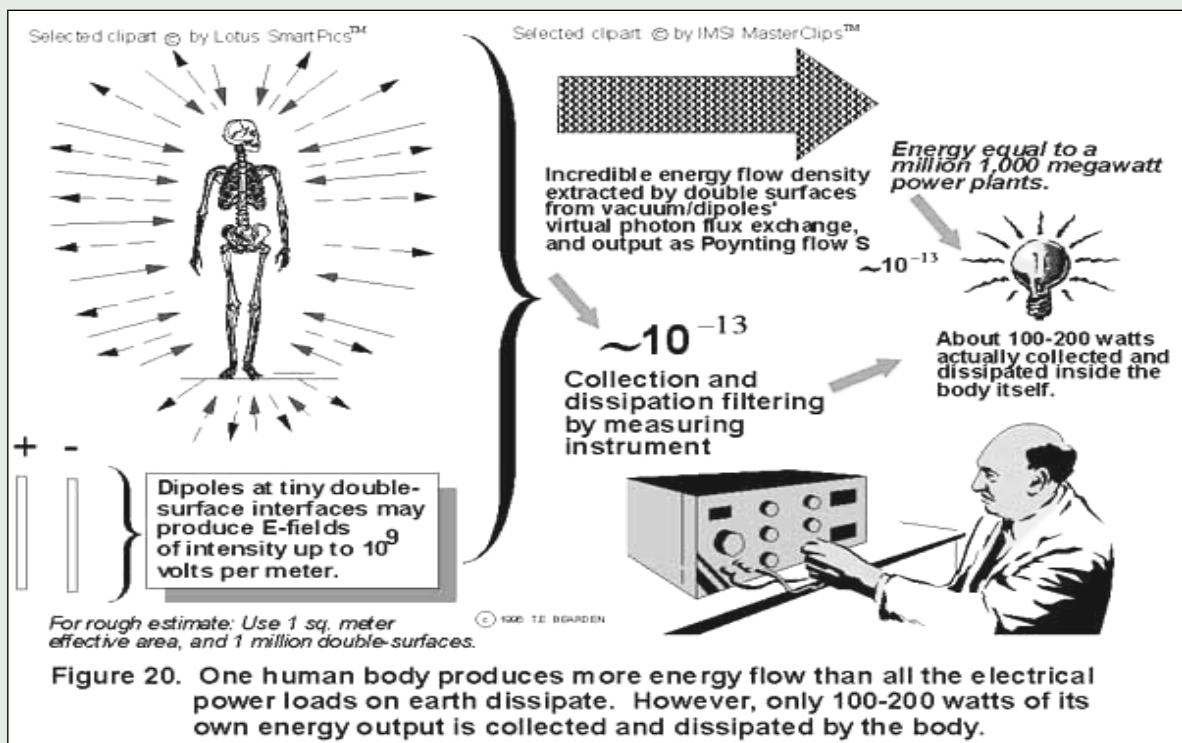 Selected clipart © by Lotus SmartPics™
Selected clipart © by IMSI MasterClips™
Energy equal to a
million 1,000 megawatt
power plants.
Incredible energy flow density
extracted by double surfaces
from vacuum/dipoles'
virtual photon flux exchange,
and output as Poynting flow S
~10⁻¹³
~10⁻¹³
Collection and
dissipation filtering
by measuring
instrument
About 100-200 watts
actually collected and
dissipated inside the
body itself.
+ -
Dipoles at tiny double-
surface interfaces may
produce E-fields
of intensity up to 10⁹
volts per meter.
For rough estimate: Use 1 sq. meter
effective area, and 1 million double-surfaces.
© 1996 T.E BEARDEN
Figure 20. One human body produces more energy flow than all the electrical
power loads on earth dissipate. However, only 100-200 watts of its
own energy output is collected and dissipated by the body.